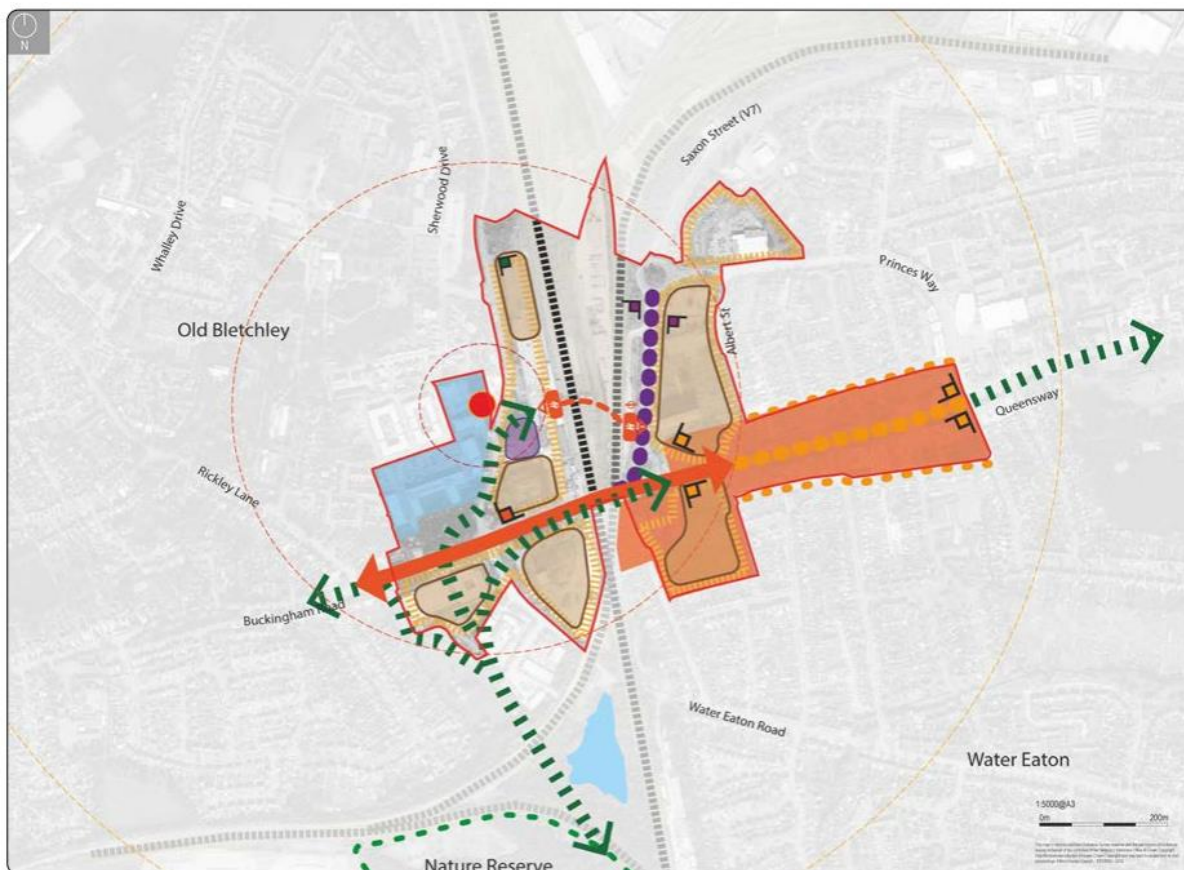 N
Saxon Street (V7)
Sherwood Drive
Whalley Drive
Princes Way
Old Bletchley
Albert St
Queensway
Rickley Lane
Buckingham Road
Water Eaton Road
Water Eaton
1:5000@A3
0m 200m
Nature Reserve